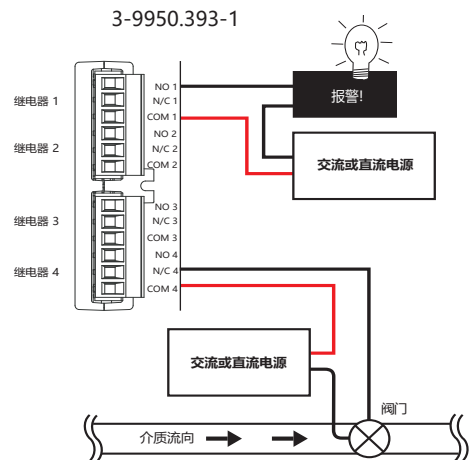 3-9950.393-1
报警!
继电器 1
NO 1
N/C 1
COM 1
继电器 2
NO 2
N/C 2
COM 2
交流或直流电源
继电器 3
NO 3
N/C 3
COM 3
继电器 4
NO 4
N/C 4
COM 4
交流或直流电源
阀门
介质流向